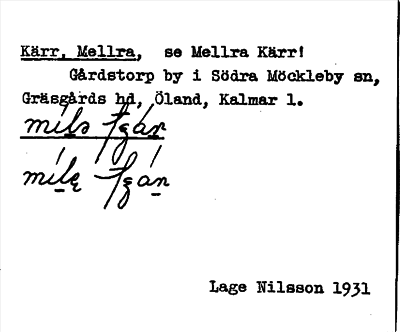 Kärr, Mellra, se Mellra Kärr!
Gårdstorp by i Södra Möckleby sn,
Gräsgårds hd, Öland, Kalmar l.
Lage Nilsson 1931